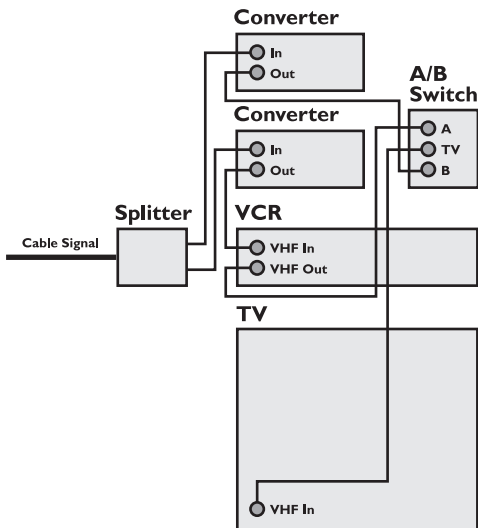 Converter
In
Out
A/B
Switch
A
TV
B
Converter
In
Out
Splitter
Cable Signal
VCR
VHF In
VHF Out
TV
VHF In